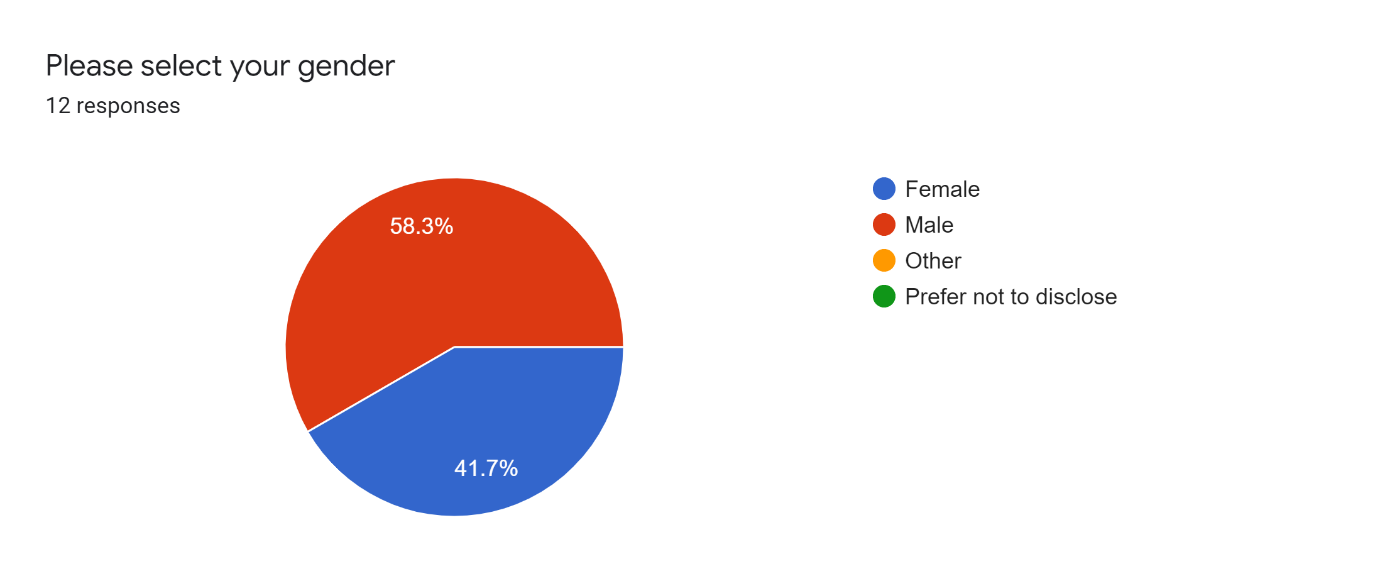 Please select your gender
12 responses
58.3%
41.7%
Female
Male
Other
Prefer not to disclose